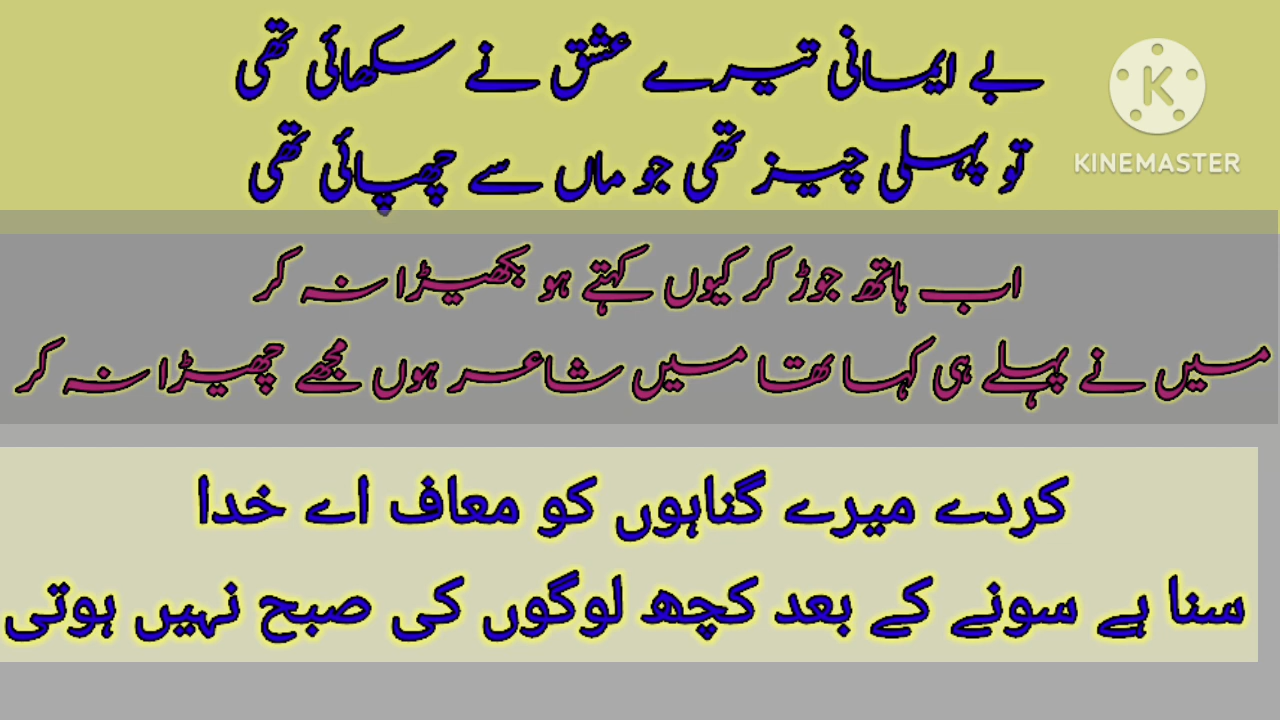 بے ایمانی تیرے عشق نے سکھائی تھی
تو پہلی چیز تھی جو ماں سے چھپائی تھی
KINEMASTER
اب ہاتھ جوڑ کر کیوں کہتے ہو بکھیڑا نہ کر
میں نے پہلے ہی کہا تھا میں شاعر ہوں مجھے چھیڑا نہ کر
کردے میرے گناہوں کو معاف اے خدا
سنا ہے سونے کے بعد کچھ لوگوں کی صبح نہیں ہوتی